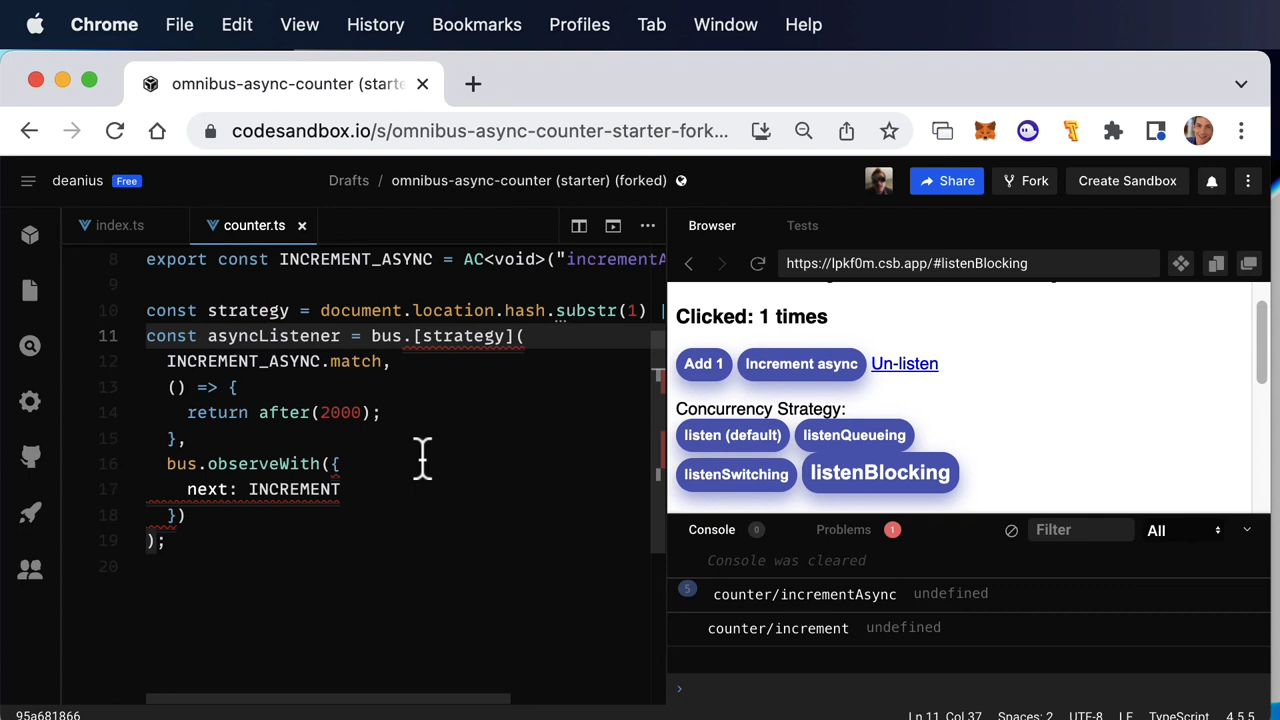 Chrome File Edit View History Bookmarks Profiles Tab Window Help
omnibus-async-counter (starte
codesandbox.io/s/omnibus-async-counter-starter-fork...
deanius Free Drafts / omnibus-async-counter (starter) (forked) Share Fork Create Sandbox
index.ts counter.ts
8 export const INCREMENT_ASYNC = AC<void>("incrementA
9
10 const strategy = document.location.hash.substr(1) |
11 const asyncListener = bus.[strategy](
12 INCREMENT_ASYNC.match,
13 () => {
14 return after(2000);
15 },
16 bus.observeWith({
17 next: INCREMENT
18 })
19 );
20
Browser Tests
https://lpkf0m.csb.app/#listenBlocking
Clicked: 1 times
Add 1 Increment async Un-listen
Concurrency Strategy:
listen (default) listenQueueing
listenSwitching listenBlocking
Console 0 Problems 1 Filter All
Console was cleared
5 counter/incrementAsync undefined
counter/increment undefined
95a681866 Ln 11, Col 37 Spaces: 2 UTF-8 LF TypeScript 4.5.5